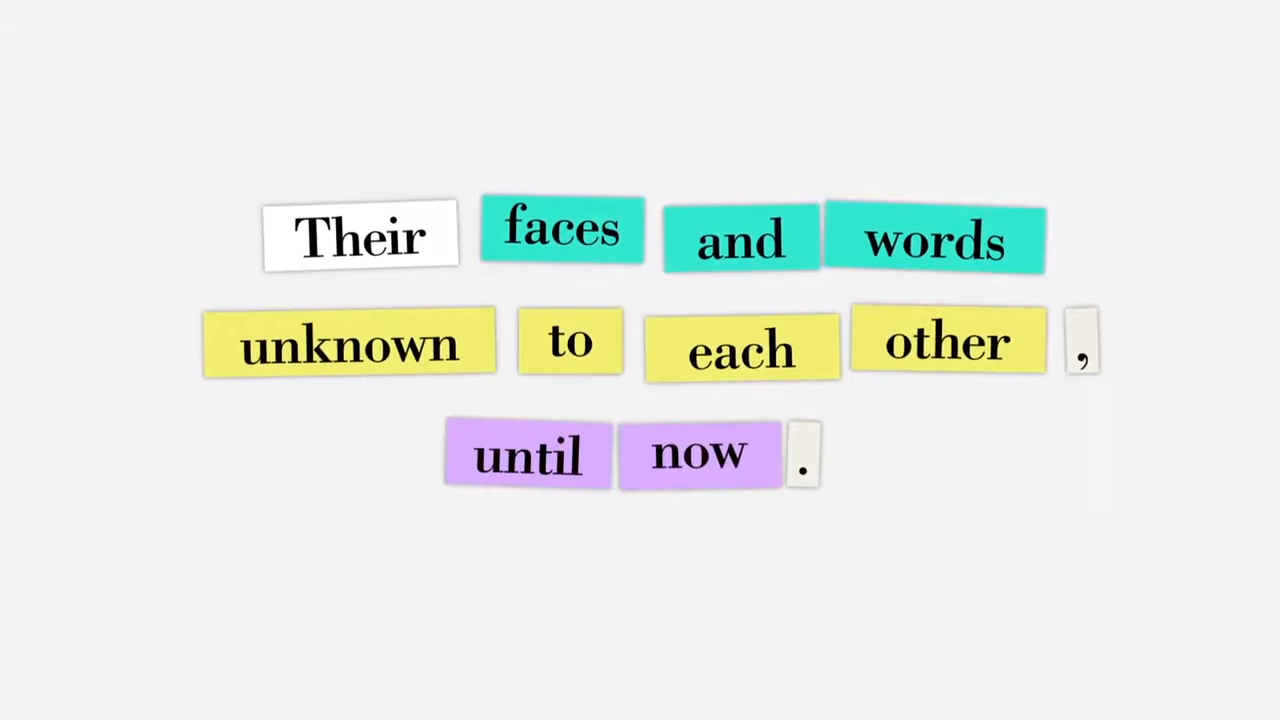 Their faces and words
unknown to each other ,
until now .